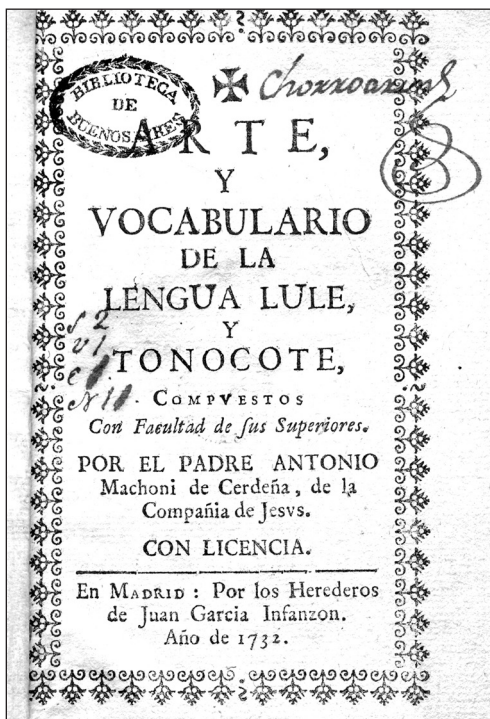 BIBLIOTECA
DE
BUENOS AIRES
✠
ARTE,
Y
VOCABULARIO
DE LA
LENGUA LULE,
Y
TONOCOTE,
COMPVESTOS
Con Facultad de ſus Superiores.
POR EL PADRE ANTONIO
Machoni de Cerdeña, de la
Compañia de Jesvs.
CON LICENCIA.
En MADRID : Por los Herederos
de Juan Garcia Infanzon.
Año de 1732.